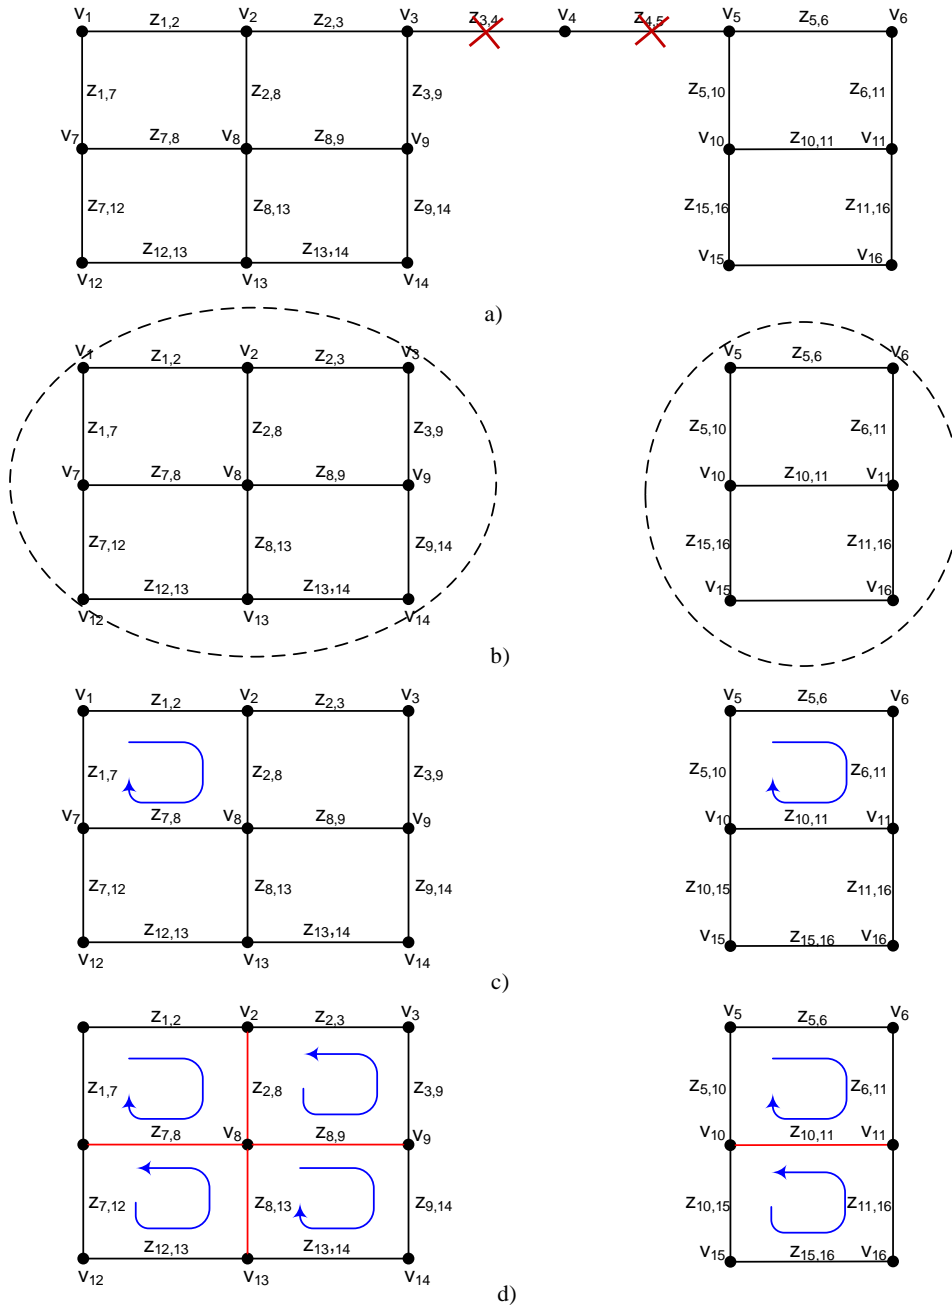 v1 z1,2 v2 z2,3 v3 z3,4 v4 z4,5 v5 z5,6 v6
z1,7 z2,8 z3,9 z5,10 z6,11
v7 z7,8 v8 z8,9 v9 v10 z10,11 v11
z7,12 z8,13 z9,14 z15,16 z11,16
z12,13 z13,14
v12 v13 v14 v15 v16
a)
v1 z1,2 v2 z2,3 v3 v5 z5,6 v6
z1,7 z2,8 z3,9 z5,10 z6,11
v7 z7,8 v8 z8,9 v9 v10 z10,11 v11
z7,12 z8,13 z9,14 z15,16 z11,16
z12,13 z13,14
v12 v13 v14 v15 v16
b)
v1 z1,2 v2 z2,3 v3 v5 z5,6 v6
z1,7 z2,8 z3,9 z5,10 z6,11
v7 z7,8 v8 z8,9 v9 v10 z10,11 v11
z7,12 z8,13 z9,14 z10,15 z11,16
z12,13 z13,14 v15 z15,16 v16
v12 v13 v14
c)
z1,2 v2 z2,3 v3 v5 z5,6 v6
z1,7 z2,8 z3,9 z5,10 z6,11
z7,8 v8 z8,9 v9 v10 z10,11 v11
z7,12 z8,13 z9,14 z10,15 z11,16
z12,13 z13,14 v15 z15,16 v16
v12 v13 v14
d)